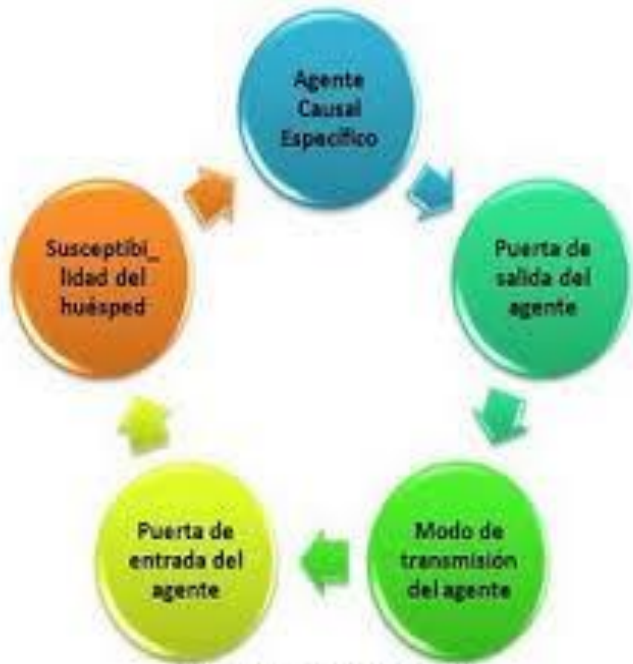 Agente
Causal
Específico
Puerta de
salida del
agente
Modo de
transmisión
del agente
Puerta de
entrada del
agente
Susceptibi_
lidad del
huésped